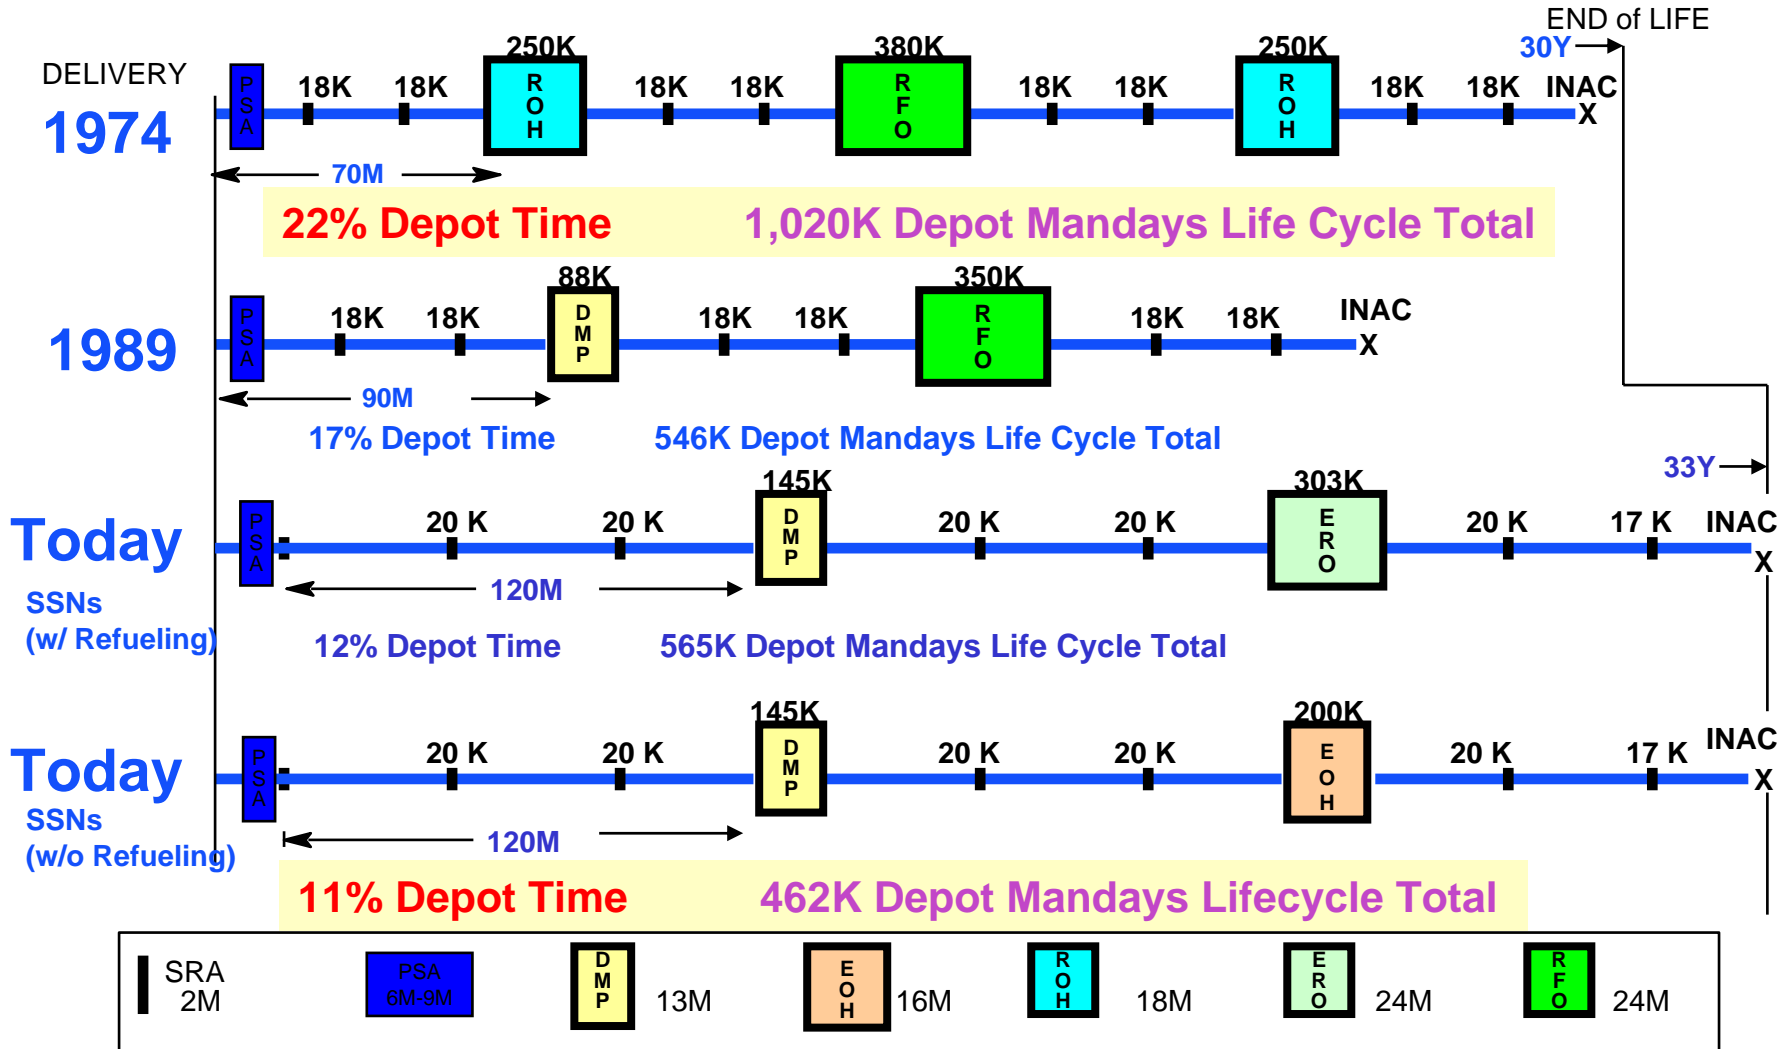 END of LIFE
30Y
DELIVERY
1974
PSA
18K
18K
250K
ROH
18K
18K
380K
RFO
18K
18K
250K
ROH
18K
18K
INAC
X
70M
22% Depot Time
1,020K Depot Mandays Life Cycle Total
1989
PSA
18K
18K
88K
DMP
18K
18K
350K
RFO
18K
18K
INAC
X
90M
17% Depot Time
546K Depot Mandays Life Cycle Total
33Y
Today
SSNs
(w/ Refueling)
PSA
20 K
20 K
145K
DMP
20 K
20 K
303K
ERO
20 K
17 K
INAC
X
120M
12% Depot Time
565K Depot Mandays Life Cycle Total
Today
SSNs
(w/o Refueling)
PSA
20 K
20 K
145K
DMP
20 K
20 K
200K
EOH
20 K
17 K
INAC
X
120M
11% Depot Time
462K Depot Mandays Lifecycle Total
SRA
2M
PSA
6M-9M
DMP
13M
EOH
16M
ROH
18M
ERO
24M
RFO
24M